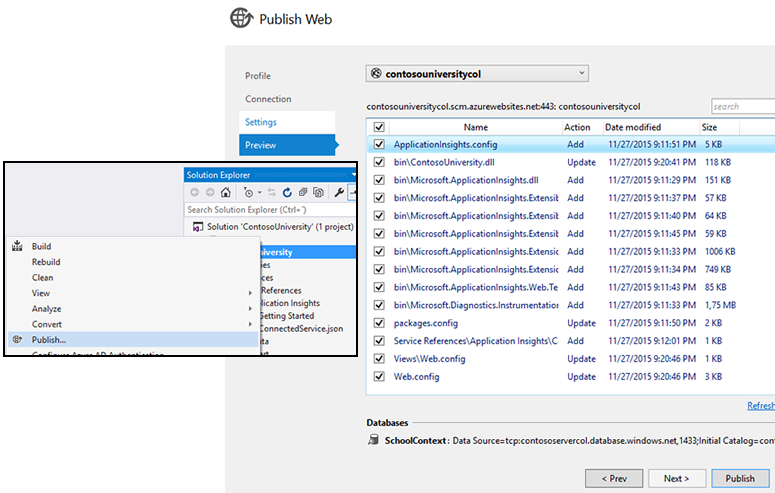 Publish Web
Profile
Connection
Settings
Preview
contosouniversitycol
contosouniversitycol.scm.azurewebsites.net:443: contosouniversitycol
search
Name Action Date modified Size
ApplicationInsights.config Add 11/27/2015 9:11:51 PM 5 KB
bin\ContosoUniversity.dll Update 11/27/2015 9:20:41 PM 118 KB
bin\Microsoft.ApplicationInsights.dll Add 11/27/2015 9:11:29 PM 151 KB
bin\Microsoft.ApplicationInsights.Extensib Add 11/27/2015 9:11:37 PM 57 KB
bin\Microsoft.ApplicationInsights.Extensib Add 11/27/2015 9:11:40 PM 64 KB
bin\Microsoft.ApplicationInsights.Extensic Add 11/27/2015 9:11:45 PM 59 KB
bin\Microsoft.ApplicationInsights.Extensic Add 11/27/2015 9:11:33 PM 1006 KB
bin\Microsoft.ApplicationInsights.Extensic Add 11/27/2015 9:11:34 PM 749 KB
bin\Microsoft.ApplicationInsights.Web.Te Add 11/27/2015 9:11:43 PM 85 KB
bin\Microsoft.Diagnostics.Instrumentation Add 11/27/2015 9:11:33 PM 1,75 MB
packages.config Update 11/27/2015 9:11:50 PM 2 KB
Service References\Application Insights\C Add 11/27/2015 9:12:01 PM 1 KB
Views\Web.config Update 11/27/2015 9:20:46 PM 1 KB
Web.config Update 11/27/2015 9:20:46 PM 3 KB
Refresh
Databases
SchoolContext: Data Source=tcp:contososervercol.database.windows.net,1433;Initial Catalog=con
< Prev
Next >
Publish
Solution Explorer
Search Solution Explorer (Ctrl+¨)
Solution 'ContosoUniversity' (1 project)
university
ies
ces
References
lication Insights
Getting Started
ConnectedService.json
ata
Build
Rebuild
Clean
View
Analyze
Convert
Publish...
Configure Azure AD Authentication